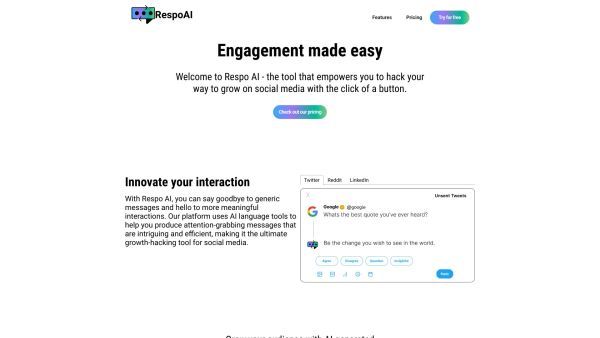 RespoAI
Features
Pricing
Try for free
Engagement made easy
Welcome to Respo AI - the tool that empowers you to hack your
way to grow on social media with the click of a button.
Check out our pricing
Innovate your interaction
With Respo AI, you can say goodbye to generic
messages and hello to more meaningful
interactions. Our platform uses AI language tools to
help you produce attention-grabbing messages that
are intriguing and efficient, making it the ultimate
growth-hacking tool for social media.
Twitter
Reddit
LinkedIn
Unsent Tweets
Google @google
Whats the best quote you've ever heard?
Be the change you wish to see in the world.
Agree
Disagree
Question
Insightful